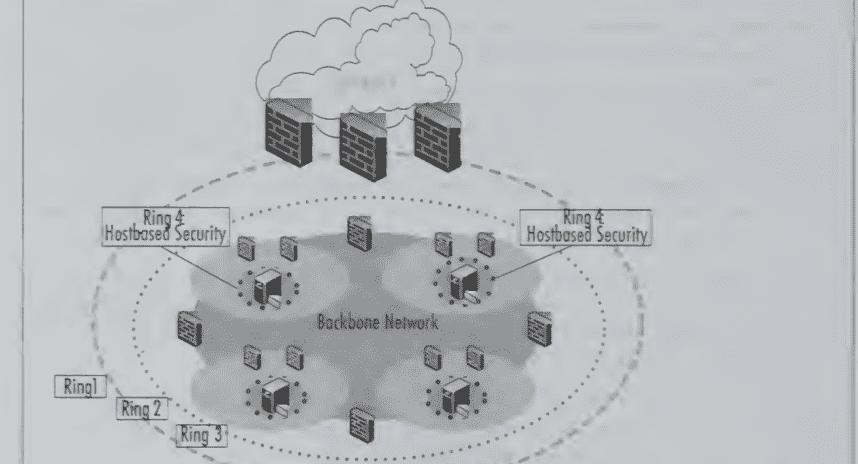 Ring 4:
Hostbased Security
Ring 4:
Hostbased Security
Backbone Network
Ring1
Ring 2
Ring 3